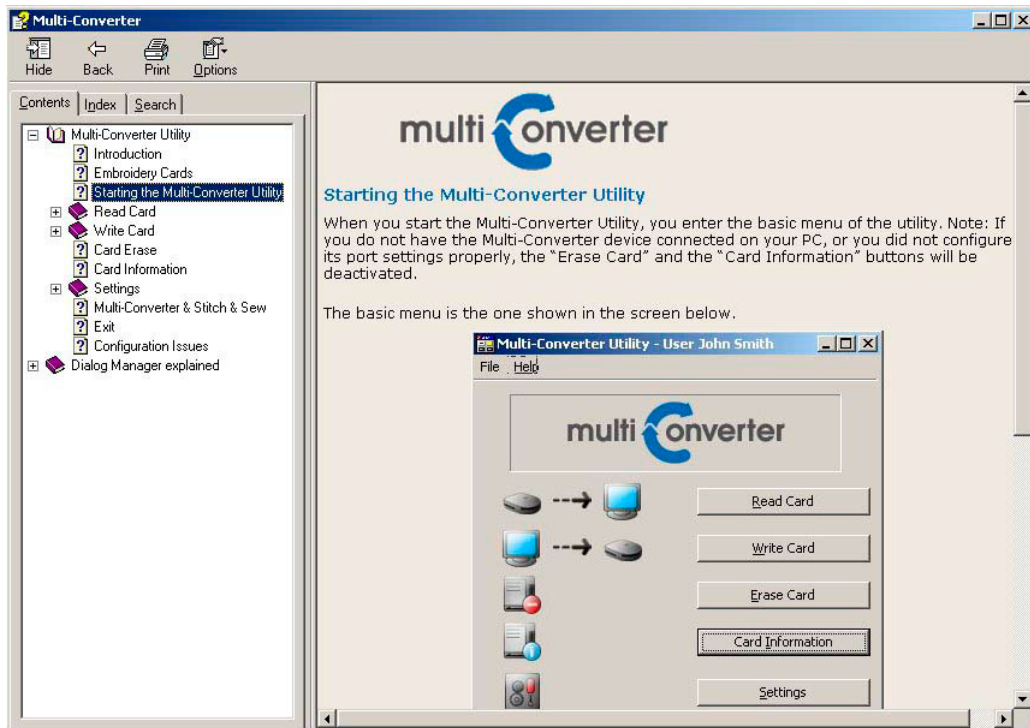 Multi-Converter
Hide Back Print Options
Contents Index Search
Multi-Converter Utility
Introduction
Embroidery Cards
Starting the Multi-Converter Utility
Read Card
Write Card
Card Erase
Card Information
Settings
Multi-Converter & Stitch & Sew
Exit
Configuration Issues
Dialog Manager explained
multi Converter
Starting the Multi-Converter Utility
When you start the Multi-Converter Utility, you enter the basic menu of the utility. Note: If
you do not have the Multi-Converter device connected on your PC, or you did not configure
its port settings properly, the “Erase Card” and the “Card Information” buttons will be
deactivated.
The basic menu is the one shown in the screen below.
Multi-Converter Utility - User John Smith
File Help
multi Converter
Read Card
Write Card
Erase Card
Card Information
Settings